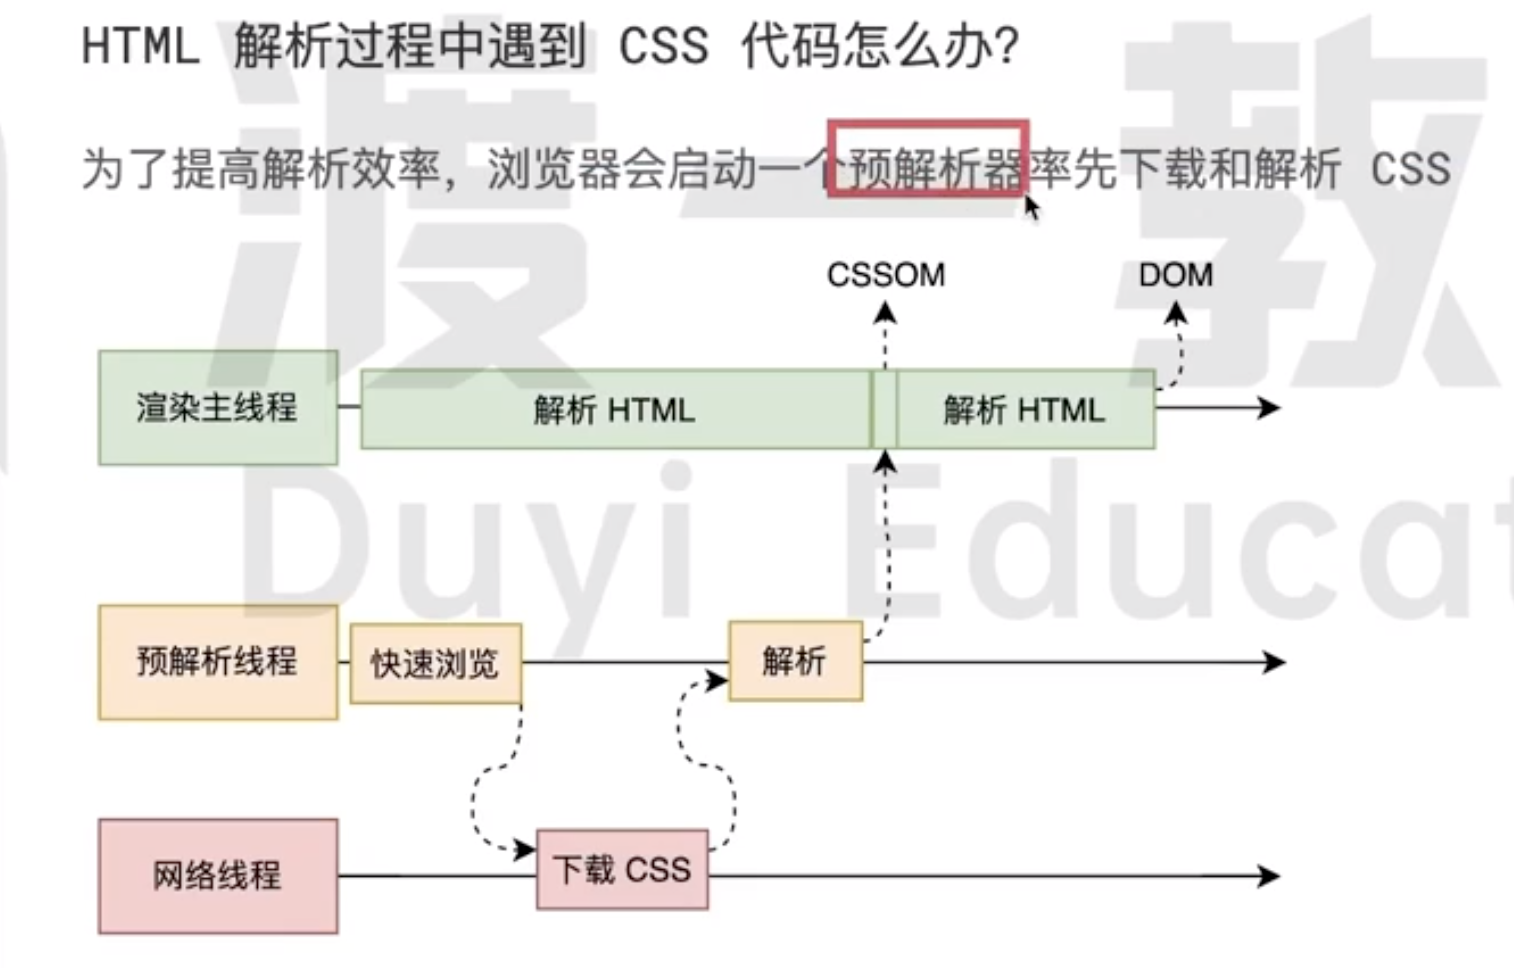 HTML 解析过程中遇到 CSS 代码怎么办?
为了提高解析效率，浏览器会启动一个预解析器率先下载和解析 CSS
CSSOM
DOM
渲染主线程
解析 HTML
解析 HTML
预解析线程
快速浏览
解析
网络线程
下载 CSS
渡一教
Duyi Educat